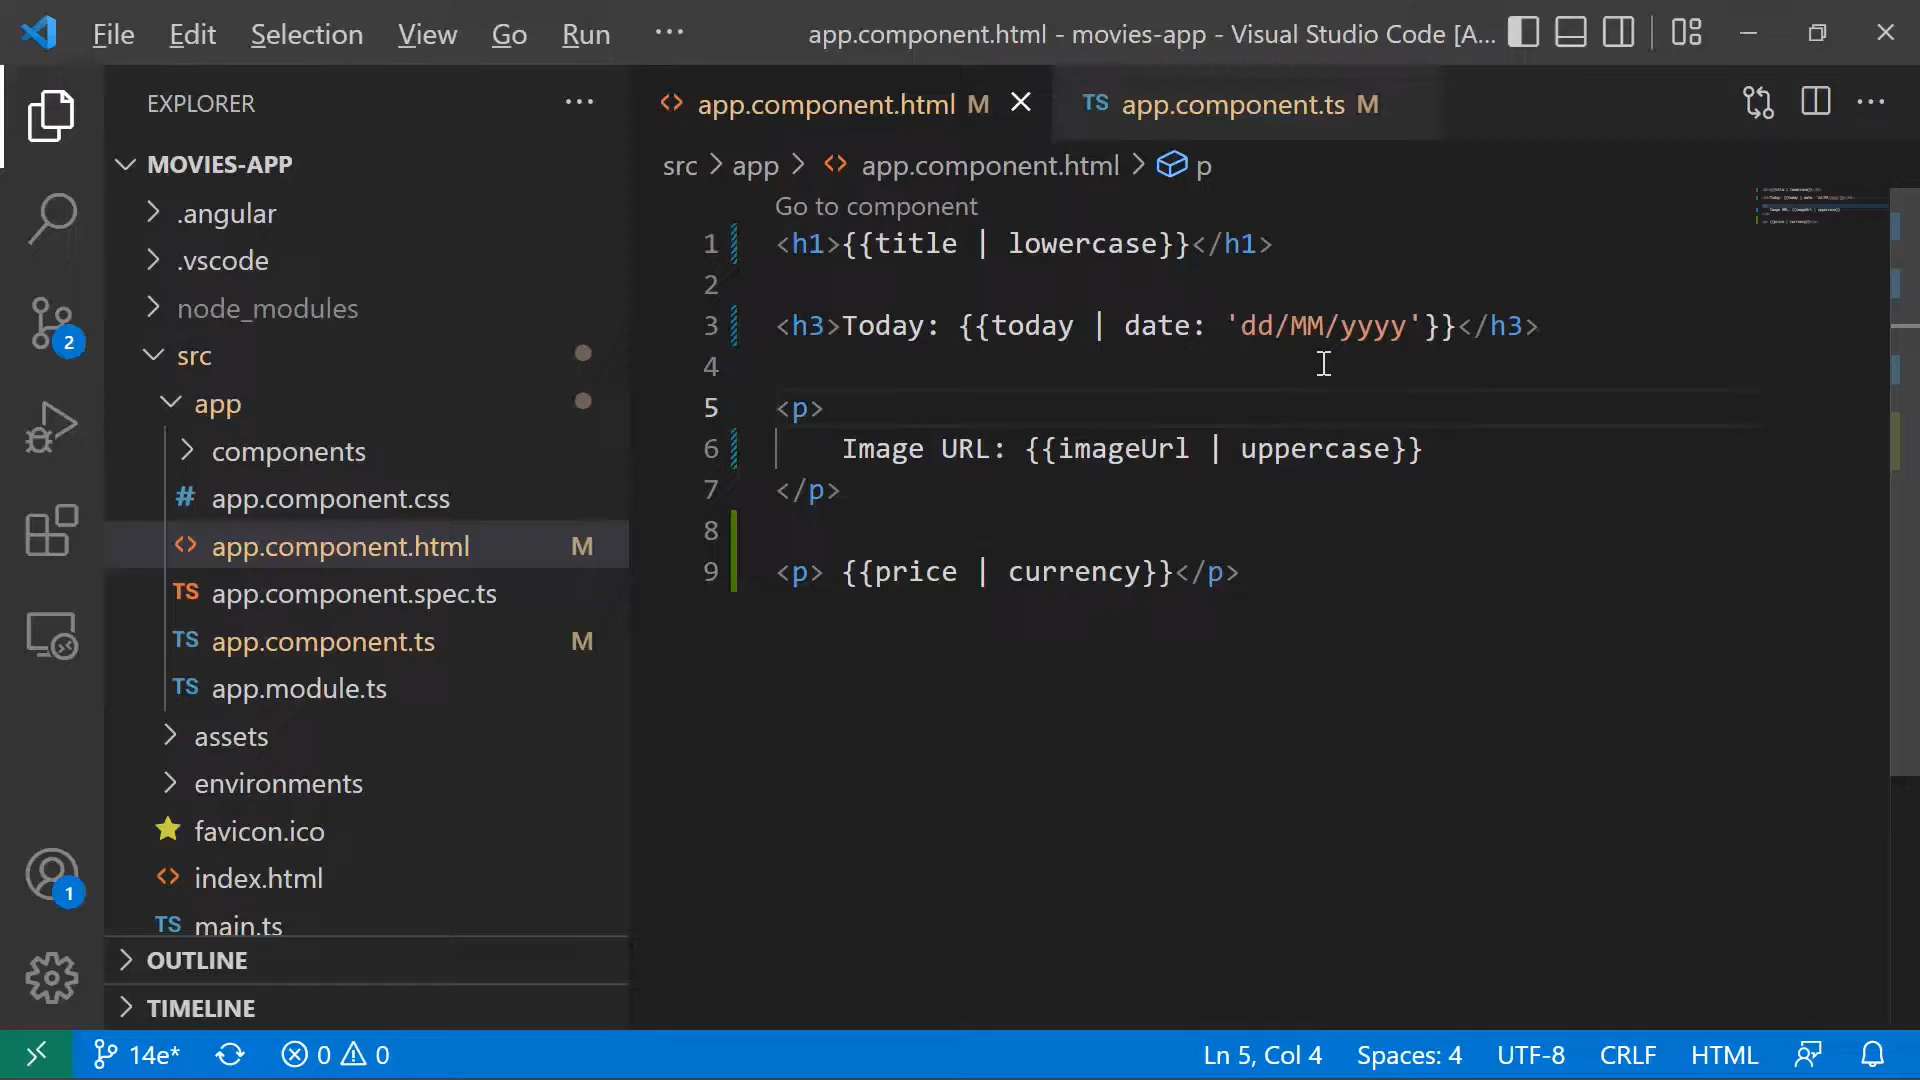 File Edit Selection View Go Run ··· app.component.html - movies-app - Visual Studio Code [A...
EXPLORER ···
MOVIES-APP
.angular
.vscode
node_modules
src
app
components
# app.component.css
<> app.component.html M
TS app.component.spec.ts
TS app.component.ts M
TS app.module.ts
assets
environments
favicon.ico
<> index.html
TS main.ts
OUTLINE
TIMELINE
2
1
<> app.component.html M
TS app.component.ts M
src > app > <> app.component.html > p
Go to component
1 <h1>{{title | lowercase}}</h1>
2
3 <h3>Today: {{today | date: 'dd/MM/yyyy'}}</h3>
4
5 <p>
6 Image URL: {{imageUrl | uppercase}}
7 </p>
8
9 <p> {{price | currency}}</p>
14e* 0 0 Ln 5, Col 4 Spaces: 4 UTF-8 CRLF HTML